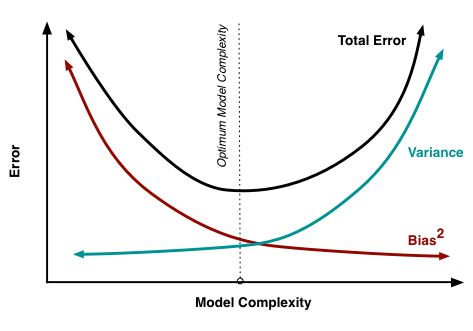 Total Error
Optimum Model Complexity
Variance
Error
Bias²
Model Complexity